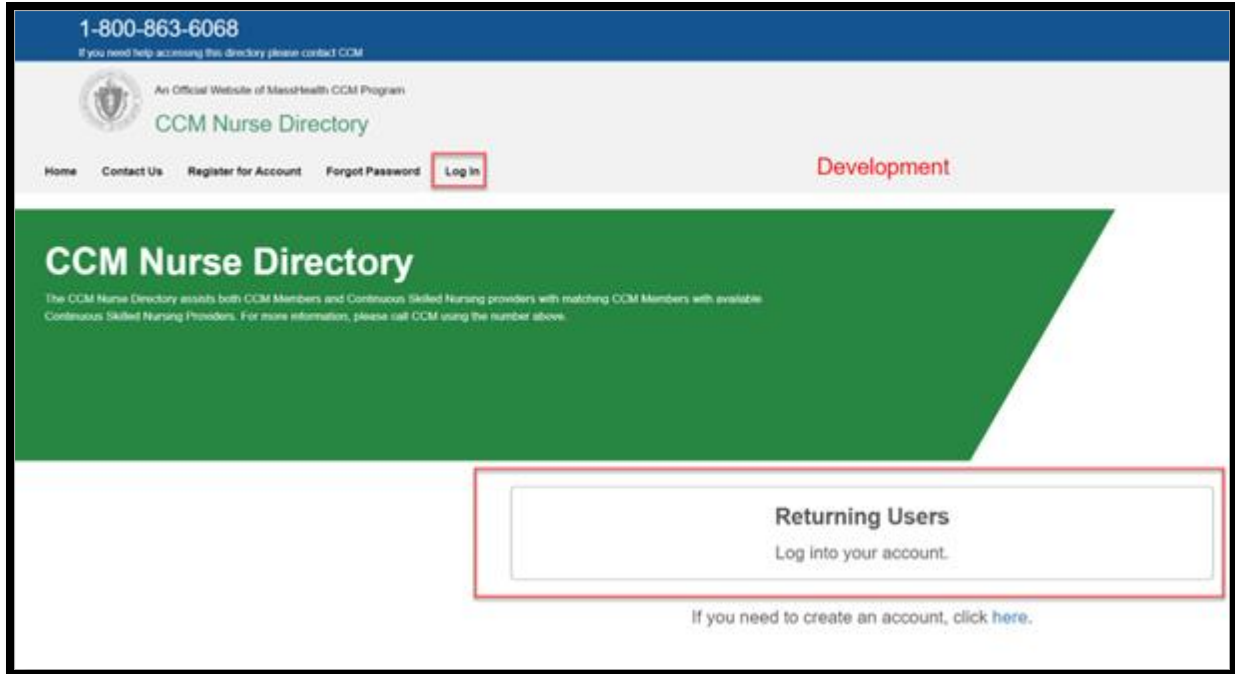 1-800-863-6068
If you need help accessing this directory please contact CCM
An Official Website of MassHealth CCM Program
CCM Nurse Directory
Home Contact Us Register for Account Forgot Password Log In
Development
CCM Nurse Directory
The CCM Nurse Directory assists both CCM Members and Continuous Skilled Nursing providers with matching CCM Members with available
Continuous Skilled Nursing Providers. For more information, please call CCM using the number above.
Returning Users
Log into your account.
If you need to create an account, click here.